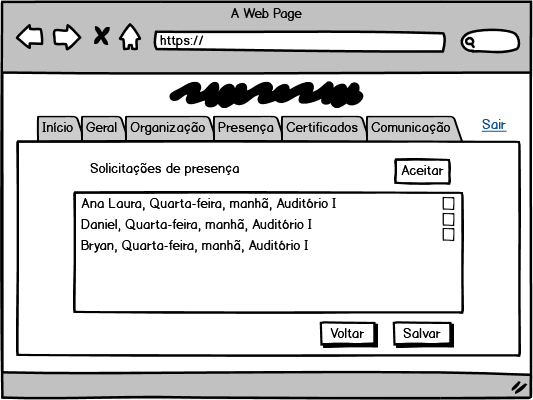 A Web Page
https://
Início Geral Organização Presença Certificados Comunicação Sair
Solicitações de presença Aceitar
Ana Laura, Quarta-feira, manhã, Auditório I
Daniel, Quarta-feira, manhã, Auditório I
Bryan, Quarta-feira, manhã, Auditório I
Voltar Salvar